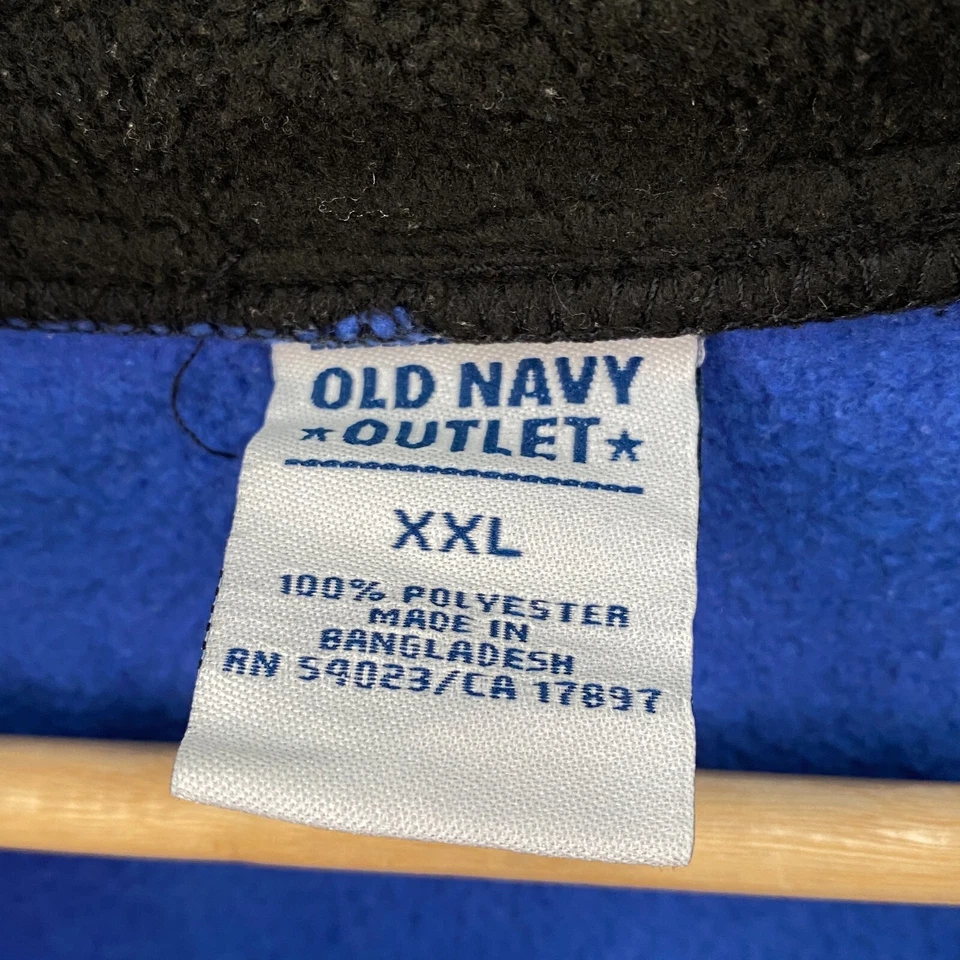 OLD NAVY
★OUTLET★
XXL
100% POLYESTER
MADE IN
BANGLADESH
RN 54023/CA 17897